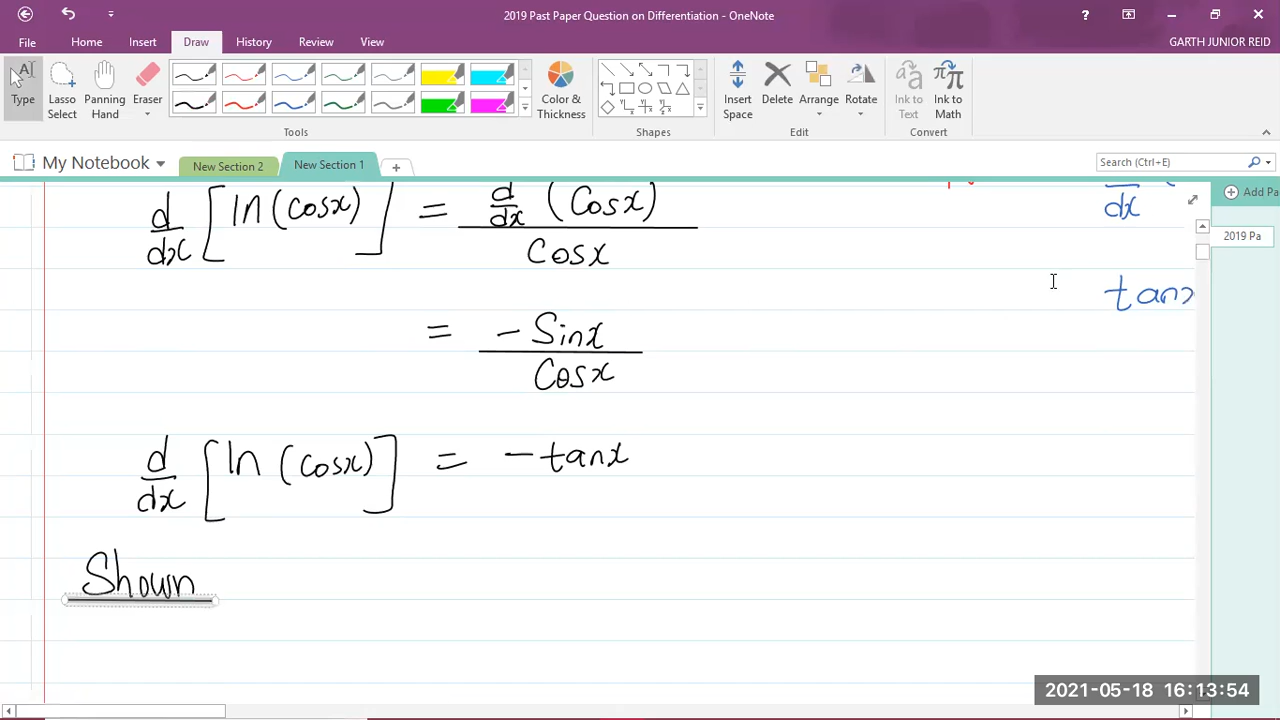 2019 Past Paper Question on Differentiation - OneNote
File Home Insert Draw History Review View GARTH JUNIOR REID
Type Lasso Select Panning Hand Eraser Color & Thickness Insert Space Delete Arrange Rotate Ink to Text Ink to Math
Tools Shapes Edit Convert
My Notebook New Section 2 New Section 1 + Search (Ctrl+E)
Add Pa
2019 Pa
d/dx [ln(cosx)] = d/dx (Cosx) / Cosx
dx
tanx
= -Sinx / Cosx
d/dx [ln(cosx)] = -tanx
Shown
2021-05-18 16:13:54